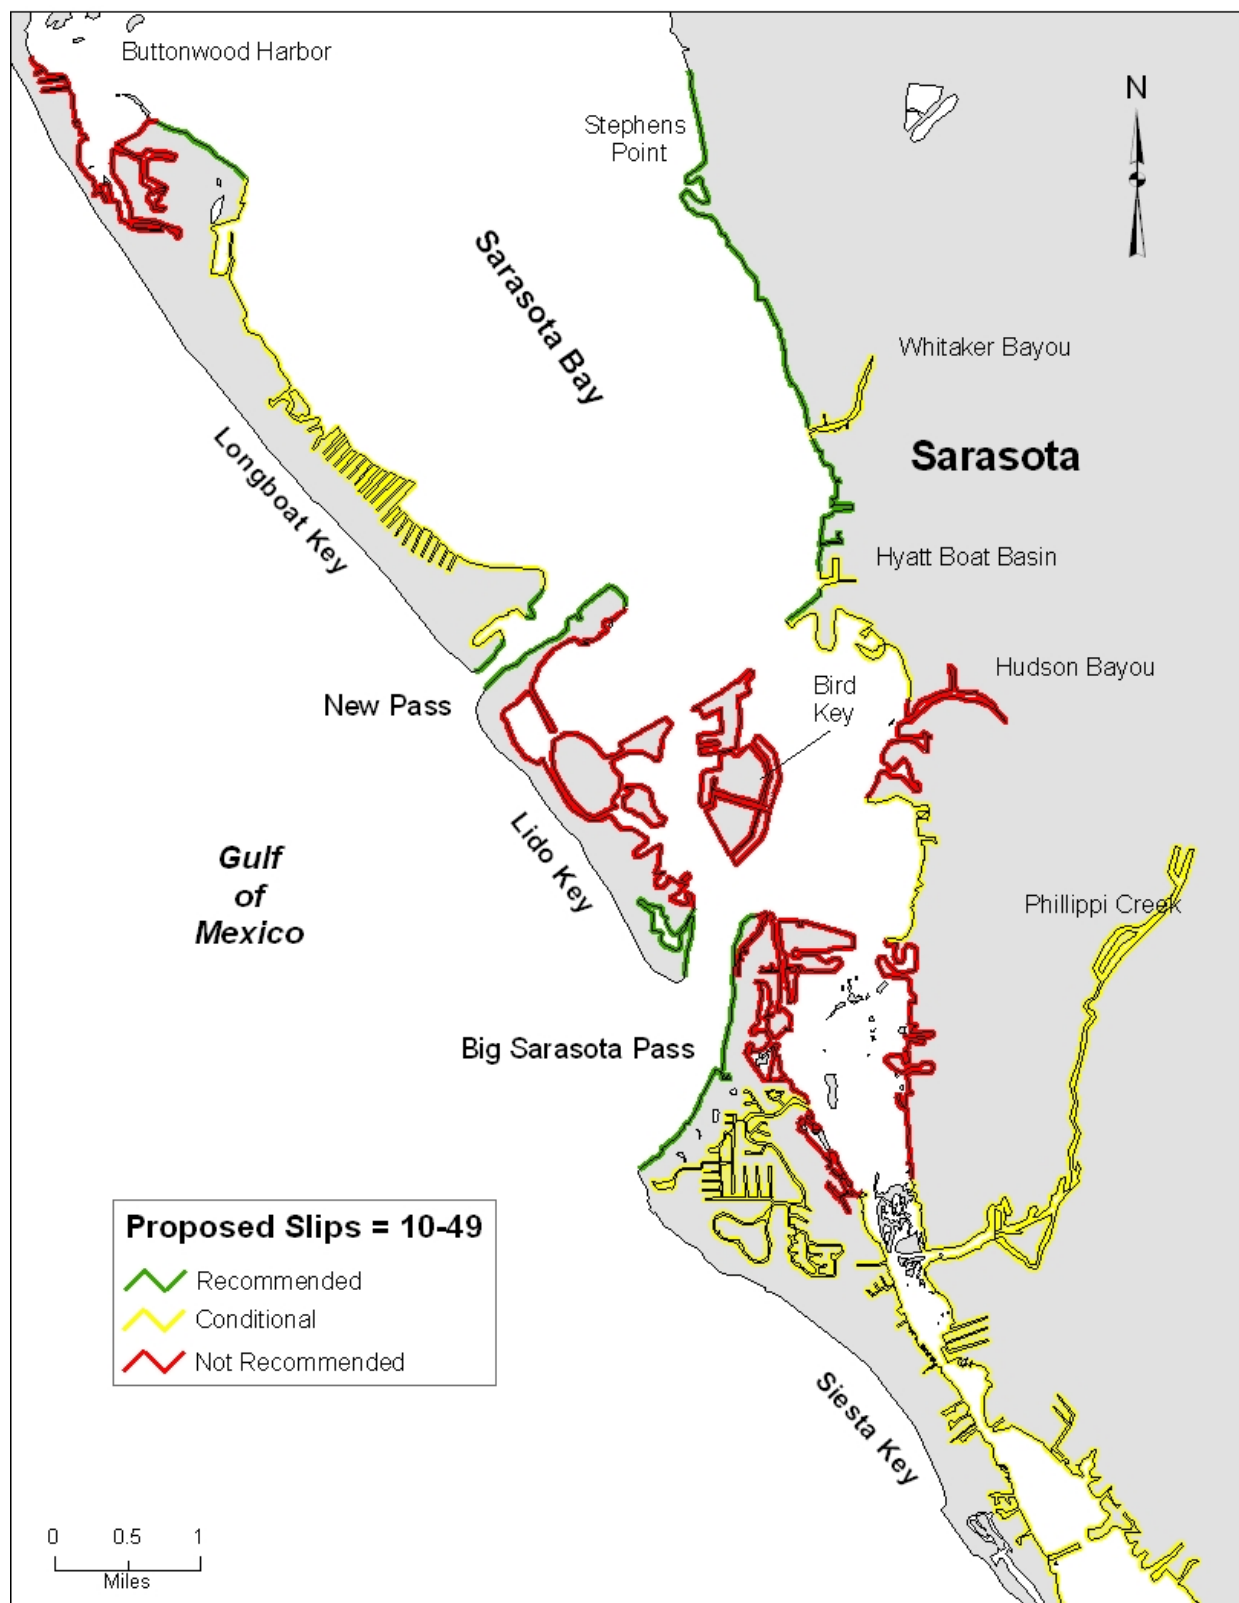 Buttonwood Harbor
N
Stephens
Point
Sarasota Bay
Whitaker Bayou
Sarasota
Longboat Key
Hyatt Boat Basin
Hudson Bayou
Bird
Key
New Pass
Lido Key
Gulf
of
Mexico
Phillippi Creek
Big Sarasota Pass
Proposed Slips = 10-49
Recommended
Conditional
Not Recommended
Siesta Key
0 0.5 1
Miles